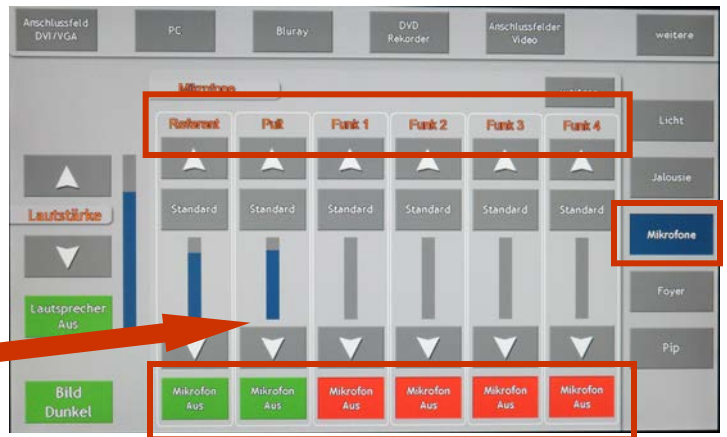 Anschlussfeld
DVI/VGA
PC
Bluray
DVD
Rekorder
Anschlussfelder
Video
weitere
Mikrofone
weitere
Referent Pult Funk 1 Funk 2 Funk 3 Funk 4
Licht
Jalousie
Standard Standard Standard Standard Standard Standard
Lautstärke
Mikrofone
Foyer
Lautsprecher
Aus
Pip
Bild
Dunkel
Mikrofon
Aus
Mikrofon
Aus
Mikrofon
Aus
Mikrofon
Aus
Mikrofon
Aus
Mikrofon
Aus